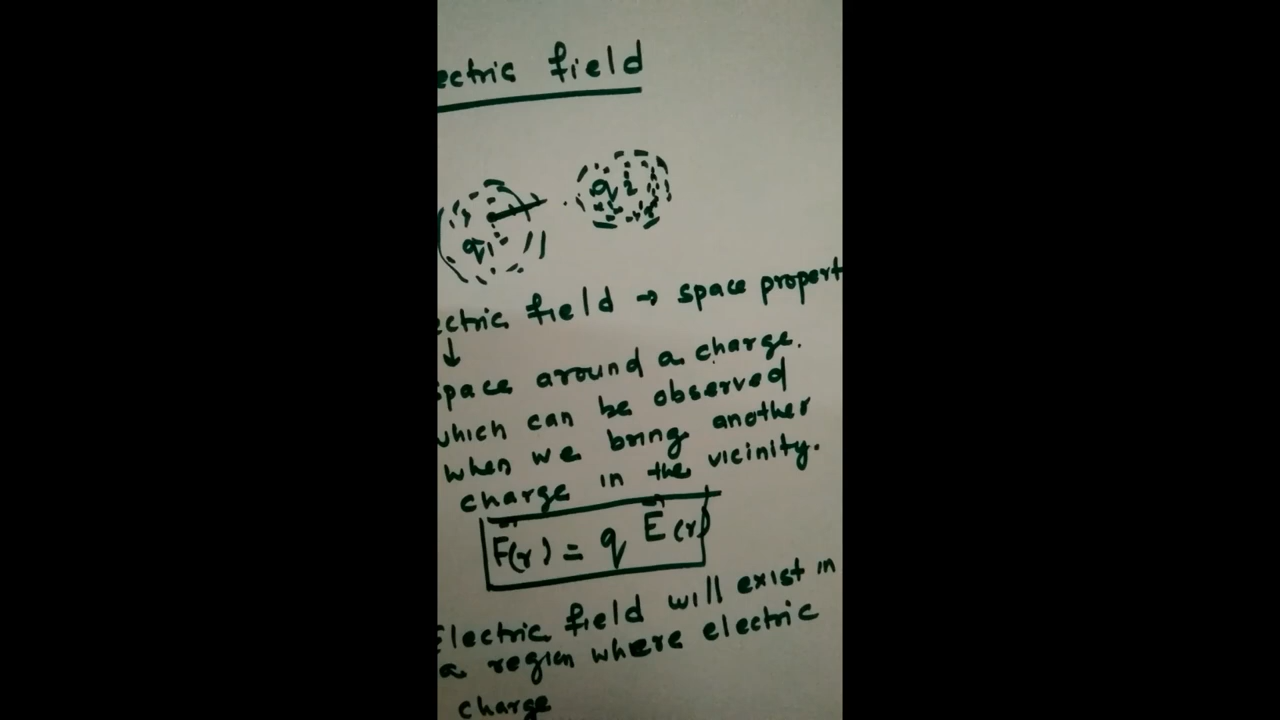 ectric field
q1 q2
ectric field → space propert
↓
space around a charge.
which can be observed
when we bring another
charge in the vicinity.
F⃗(r) = q E⃗(r)
Electric field will exist in
a region where electric
charge